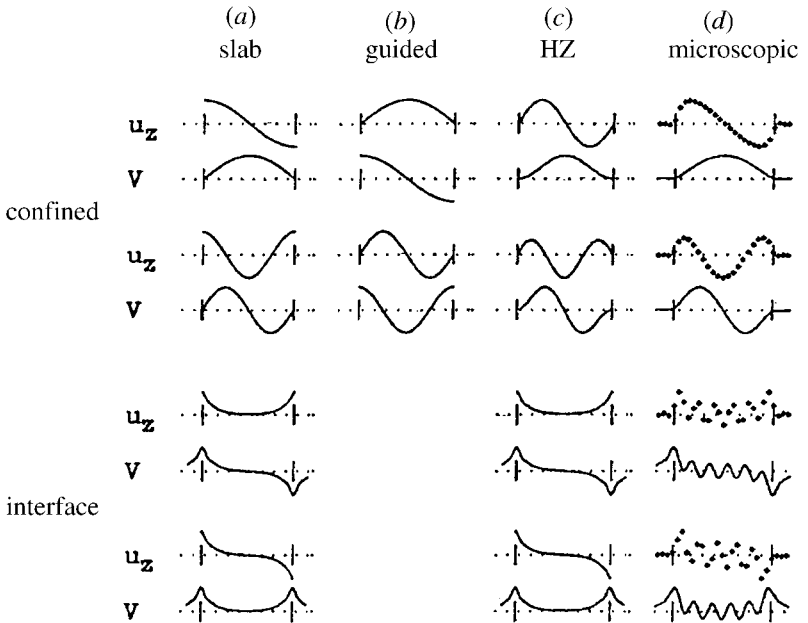 (a) (b) (c) (d)
slab guided HZ microscopic
u_z
V
confined
u_z
V
u_z
V
interface
u_z
V